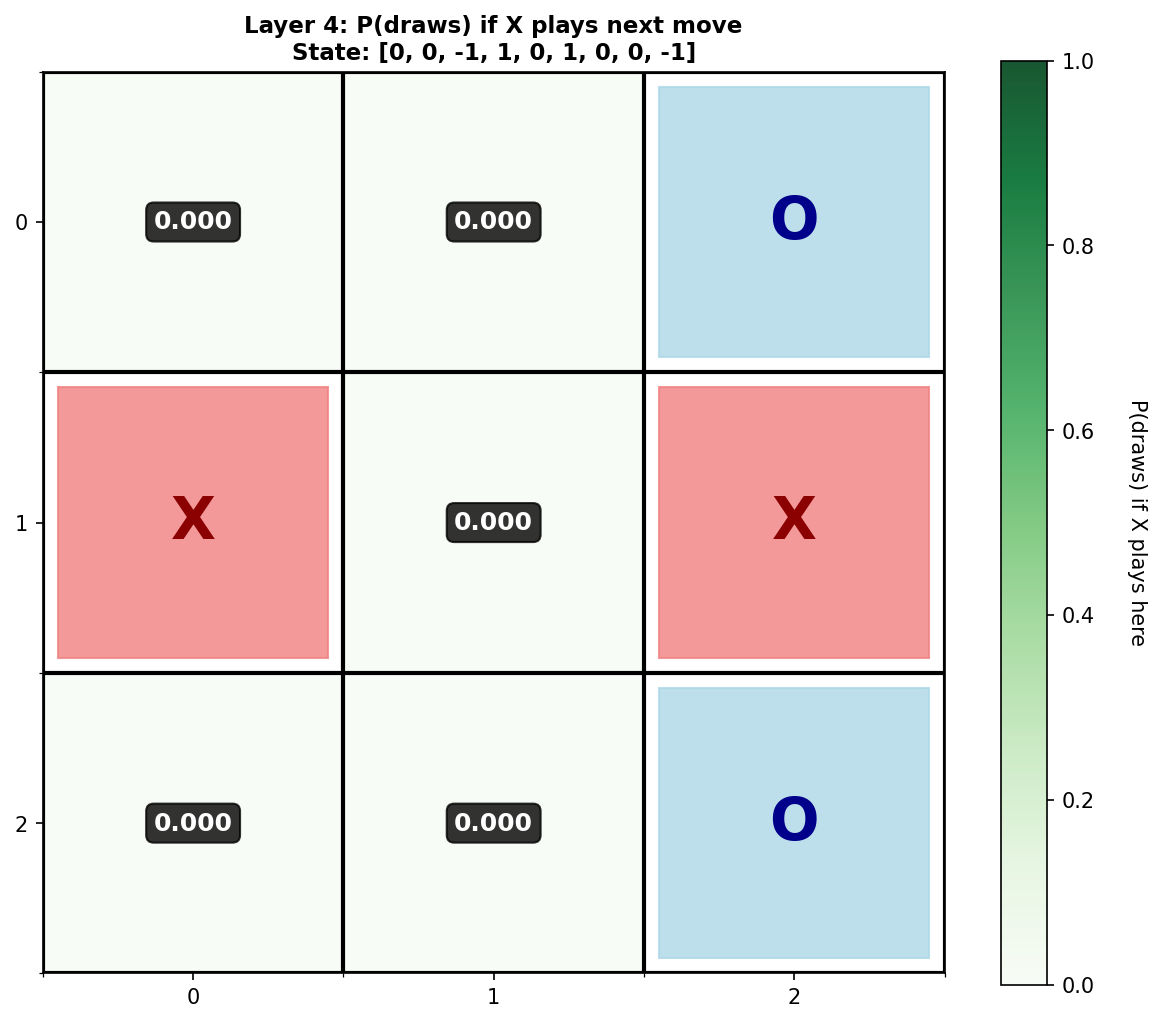 Layer 4: P(draws) if X plays next move
State: [0, 0, -1, 1, 0, 1, 0, 0, -1]
0
0.000
0.000
O
1
X
0.000
X
2
0.000
0.000
O
0
1
2
1.0
0.8
0.6
0.4
0.2
0.0
P(draws) if X plays here